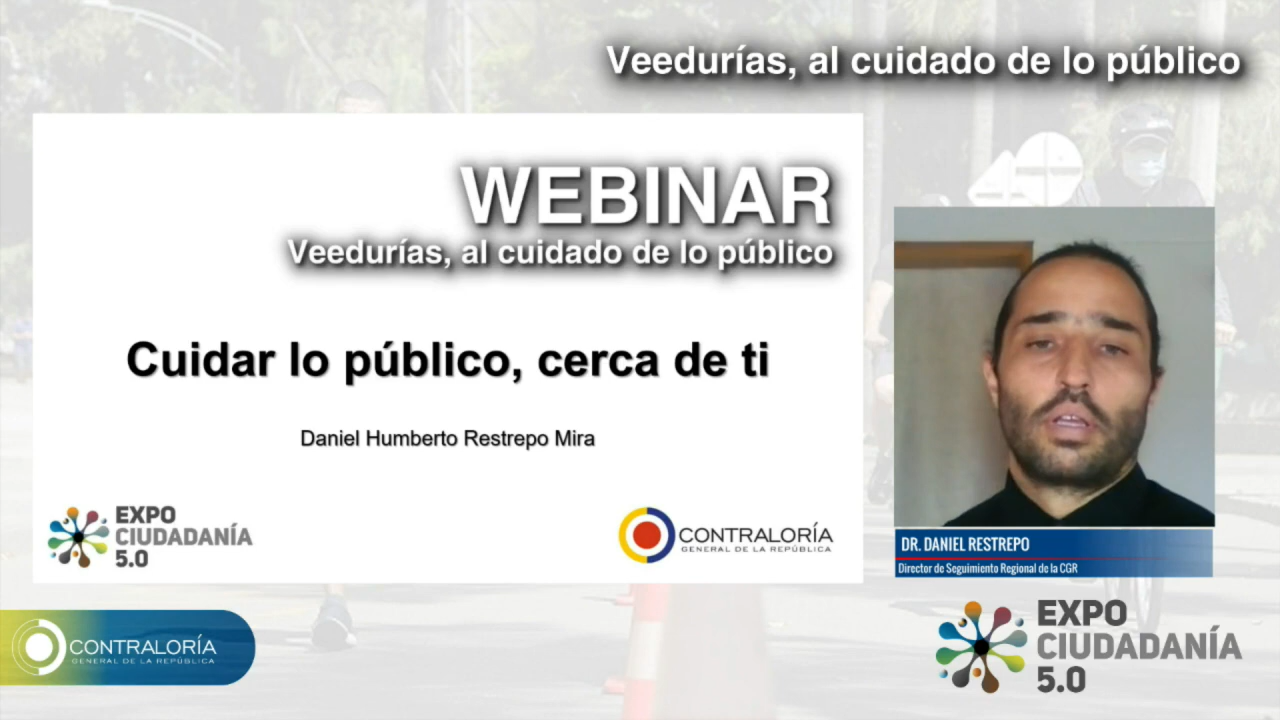 Veedurías, al cuidado de lo público
WEBINAR
Veedurías, al cuidado de lo público
Cuidar lo público, cerca de ti
Daniel Humberto Restrepo Mira
EXPO
CIUDADANÍA
5.0
CONTRALORÍA
GENERAL DE LA REPÚBLICA
DR. DANIEL RESTREPO
Director de Seguimiento Regional de la CGR
CONTRALORÍA
GENERAL DE LA REPÚBLICA
EXPO
CIUDADANÍA
5.0